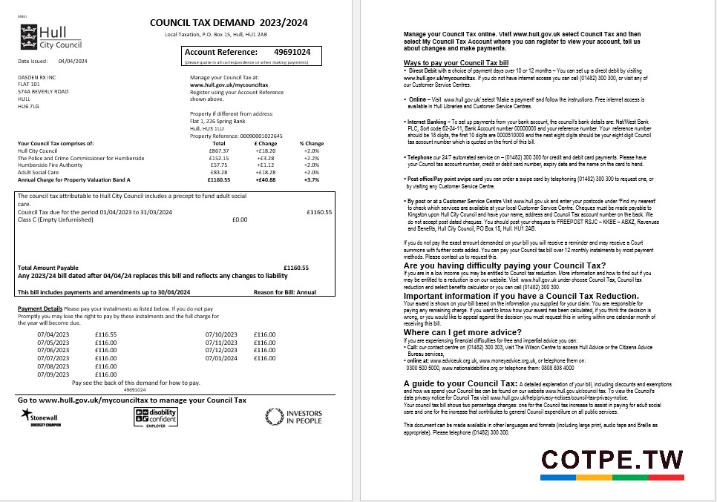 Hull
City Council
COUNCIL TAX DEMAND 2023/2024
Local Taxation, P.O. Box 15, Hull, HU1 2AB
Account Reference: 49691024
Date Issued: 04/04/2024
DASDEN RX INC
FLAT 101
574A BEVERLEY ROAD
HULL
HU6 7LG
Manage your Council Tax at:
www.hull.gov.uk/mycounciltax
Register using your Account Reference
shown above.
Property if different from address:
Flat 1, 226 Spring Bank
Hull, HU3 1LU
Property Reference: 00090001022645
Your Council Tax comprises of: Total £ Change % Change
Hull City Council £867.37 +£18.20 +2.0%
The Police and Crime Commissioner for Humberside £152.15 +£3.28 +2.2%
Humberside Fire Authority £57.75 +£1.12 +2.0%
Adult Social Care £83.28 +£18.28 +2.0%
Annual Charge for Property Valuation Band A £1160.55 +£40.88 +3.7%
The council tax attributable to Hull City Council includes a precept to fund adult social
care.
Council Tax due for the period 01/04/2023 to 31/03/2024 £1160.55
Class C (Empty Unfurnished) £0.00
Total Amount Payable £1160.55
Any 2023/2024 bill dated after 04/04/24 replaces this bill and reflects any changes to liability
This bill includes payments and amendments up to 30/04/2024 Reason for Bill: Annual
Payment Details Please pay your instalments as listed below. If you do not pay
Promptly you may lose the right to pay by these instalments and the full charge for
the year will become due.
07/04/2023 £116.55 07/10/2023 £116.00
07/05/2023 £116.00 07/11/2023 £116.00
07/06/2023 £116.00 07/12/2023 £116.00
07/07/2023 £116.00 07/01/2024 £116.00
07/08/2023 £116.00
07/09/2023 £116.00
Pay see the back of this demand for how to pay.
49691024
Go to www.hull.gov.uk/mycounciltax to manage your Council Tax
Stonewall
DIVERSITY CHAMPION
disability
confident
EMPLOYER
INVESTORS
IN PEOPLE
Manage your Council Tax online. Visit www.hull.gov.uk select Council Tax and then
select My Council Tax Account where you can register to view your account, tell us
about changes and make payments.
Ways to pay your Council Tax bill
• Direct Debit with a choice of payment days over 10 or 12 months – You can set up a direct debit by visiting
www.hull.gov.uk/mycounciltax. If you do not have internet access you can call (01482) 300 300, or visit any of
our Customer Service Centres.
• Online – Visit www.hull.gov.uk/ select 'Make a payment' and follow the instructions. Free internet access is
available in Hull Libraries and Customer Service Centres.
• Internet Banking – To set up payments from your bank account, the council's bank details are: NatWest Bank
PLC, Sort code 62-24-11, Bank Account number 00000000 and your reference number. Your reference number
should be 18 digits, the first 10 digits are 0000519000 and the last eight digits should be your eight digit Council
tax account number which is quoted on the front of this bill.
• Telephone our 24/7 automated service on – (01482) 300 300 for credit and debit card payments. Please have
your Council Tax account number, credit or debit card number, expiry date and the name on the card to hand.
• Post office/Pay point swipe card you can order a swipe card by telephoning (01482) 300 300 to request one, or
by visiting any Customer Service Centre.
• By post or at a Customer Service Centre Visit www.hull.gov.uk and enter your postcode under 'Find my nearest'
to check which services are available at your local Customer Service Centre. Cheques must be made payable to
Kingston upon Hull City Council and have your name, address and Council Tax account number on the back. We
do not accept post dated cheques. You should post your cheques to FREEPOST RSJC – KKBE – ABXZ, Revenues
and Benefits, Hull City Council, PO Box 15, Hull, HU1 2AB.
If you do not pay the exact amount demanded on your bill you will receive a reminder and may receive a Court
summons with additional costs. You can pay your Council Tax bill over 12 monthly instalments by most payment
methods. Please contact us to request this.
Are you having difficulty paying your Council Tax?
If you are on a low income you may be entitled to Council tax reduction. More information and how to find out if you
may be entitled to a reduction is on our website. Visit www.hull.gov.uk under choose Council Tax, Council tax
reduction and select benefits calculator or you can call (01482) 300 300.
Important information if you have a Council Tax Reduction.
Your award is shown on your bill based on the information you supplied for your claim. You are responsible for
paying any remaining charge. If you want to know how your award has been calculated, if you think the decision is
wrong, or you would like to appeal against the decision you must request this in writing within one calendar month of
receiving this bill.
Where can I get more advice?
If you are experiencing financial difficulties for free and impartial advice you can:
• Call: our contact centre on (01482) 300 303, visit The Wilson Centre to access Hull Advice or the Citizens Advice
Bureau services,
• online at: www.adviceuk.org.uk, www.moneyadvice.org.uk, or telephone them on:
0300 500 5000, www.nationaldebtline.org or telephone them on: 0808 808 4000
A guide to your Council Tax: A detailed explanation of your bill, including discounts and exemptions
and how we spend your Council tax can be found on our website www.hull.gov.uk. To view the Council's
data privacy notice for Council Tax visit www.hull.gov.uk/help/privacy-notices/council-tax-privacy-notice.
Your council tax bill shows two percentage changes: one for the Council tax increase to assist in paying for adult social
care and one for the increase that contributes to general Council expenditure on all public services.
This document can be made available in other languages and formats (including large print, audio tape and Braille as
appropriate). Please telephone (01482) 300 300.
COTPE.TW